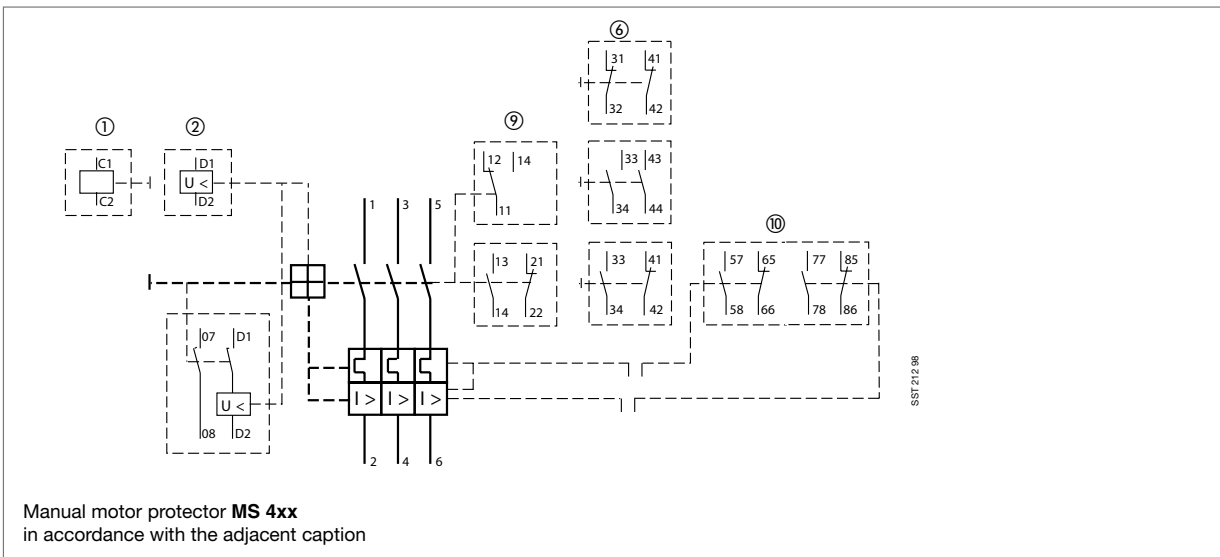 ⑥
31 41
32 42
① ② ⑨
12 14
C1 D1
U <
C2 D2
11
33 43
34 44
1 3 5
⑩
13 21
14 22
33 41
34 42
57 65 77 85
58 66 78 86
07 D1
U <
08 D2
I > I > I >
2 4 6
SST 212 98
Manual motor protector MS 4xx
in accordance with the adjacent caption